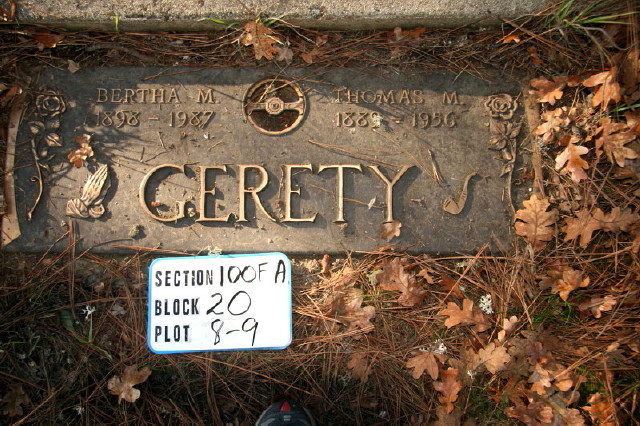 BERTHA M. THOMAS M.
1898 - 1987 1889 - 1956
GERETY
SECTION 100F A
BLOCK 20
PLOT 8-9